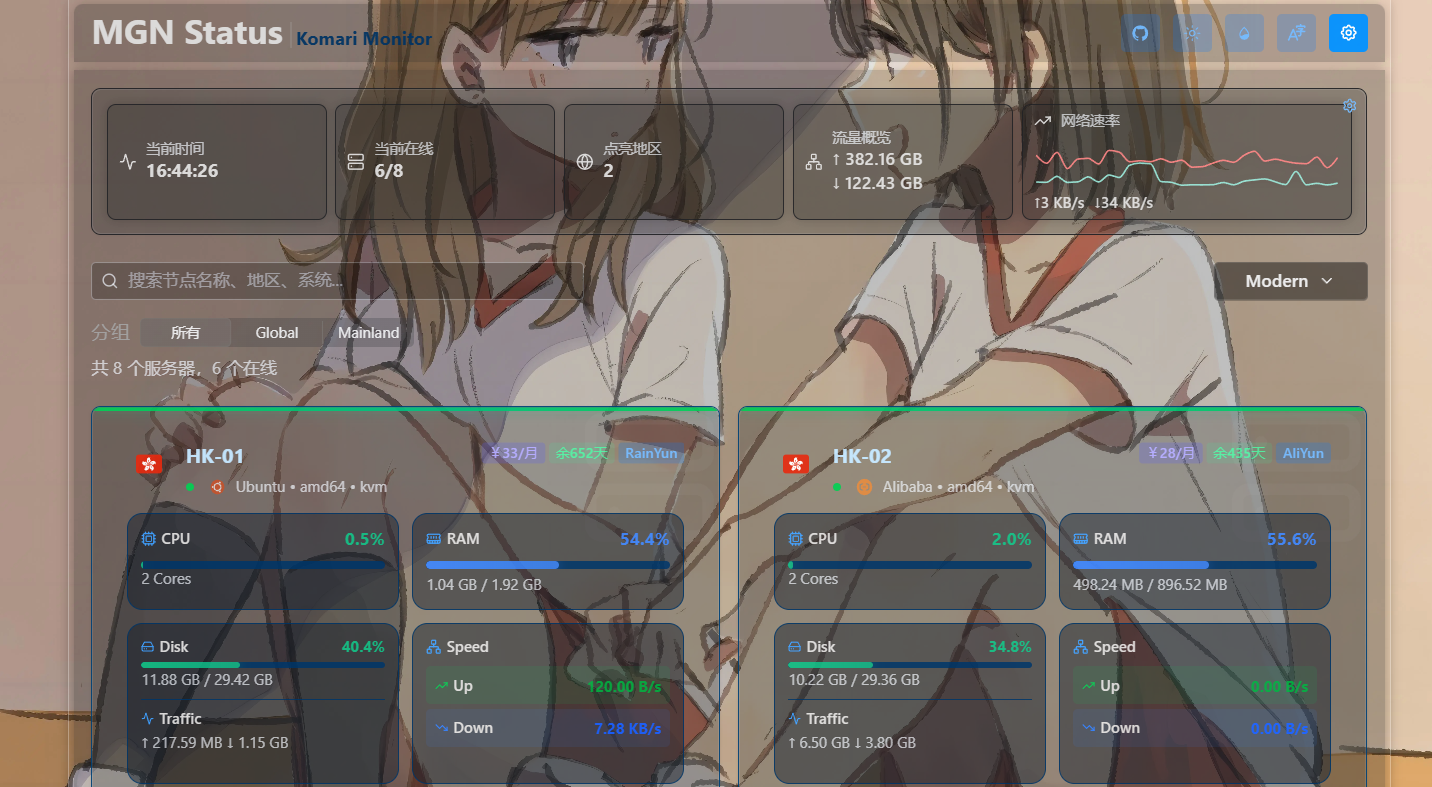 MGN Status Komari Monitor
当前时间
16:44:26
当前在线
6/8
点亮地区
2
流量概览
↑ 382.16 GB
↓ 122.43 GB
网络速率
↑3 KB/s ↓34 KB/s
搜索节点名称、地区、系统...
Modern
分组 所有 Global Mainland
共 8 个服务器，6 个在线
HK-01
￥33/月 余652天 RainYun
Ubuntu • amd64 • kvm
CPU 0.5%
2 Cores
RAM 54.4%
1.04 GB / 1.92 GB
Disk 40.4%
11.88 GB / 29.42 GB
Traffic
↑ 217.59 MB ↓ 1.15 GB
Speed
Up 120.00 B/s
Down 7.28 KB/s
HK-02
￥28/月 余435天 AliYun
Alibaba • amd64 • kvm
CPU 2.0%
2 Cores
RAM 55.6%
498.24 MB / 896.52 MB
Disk 34.8%
10.22 GB / 29.36 GB
Traffic
↑ 6.50 GB ↓ 3.80 GB
Speed
Up 0.00 B/s
Down 0.00 B/s